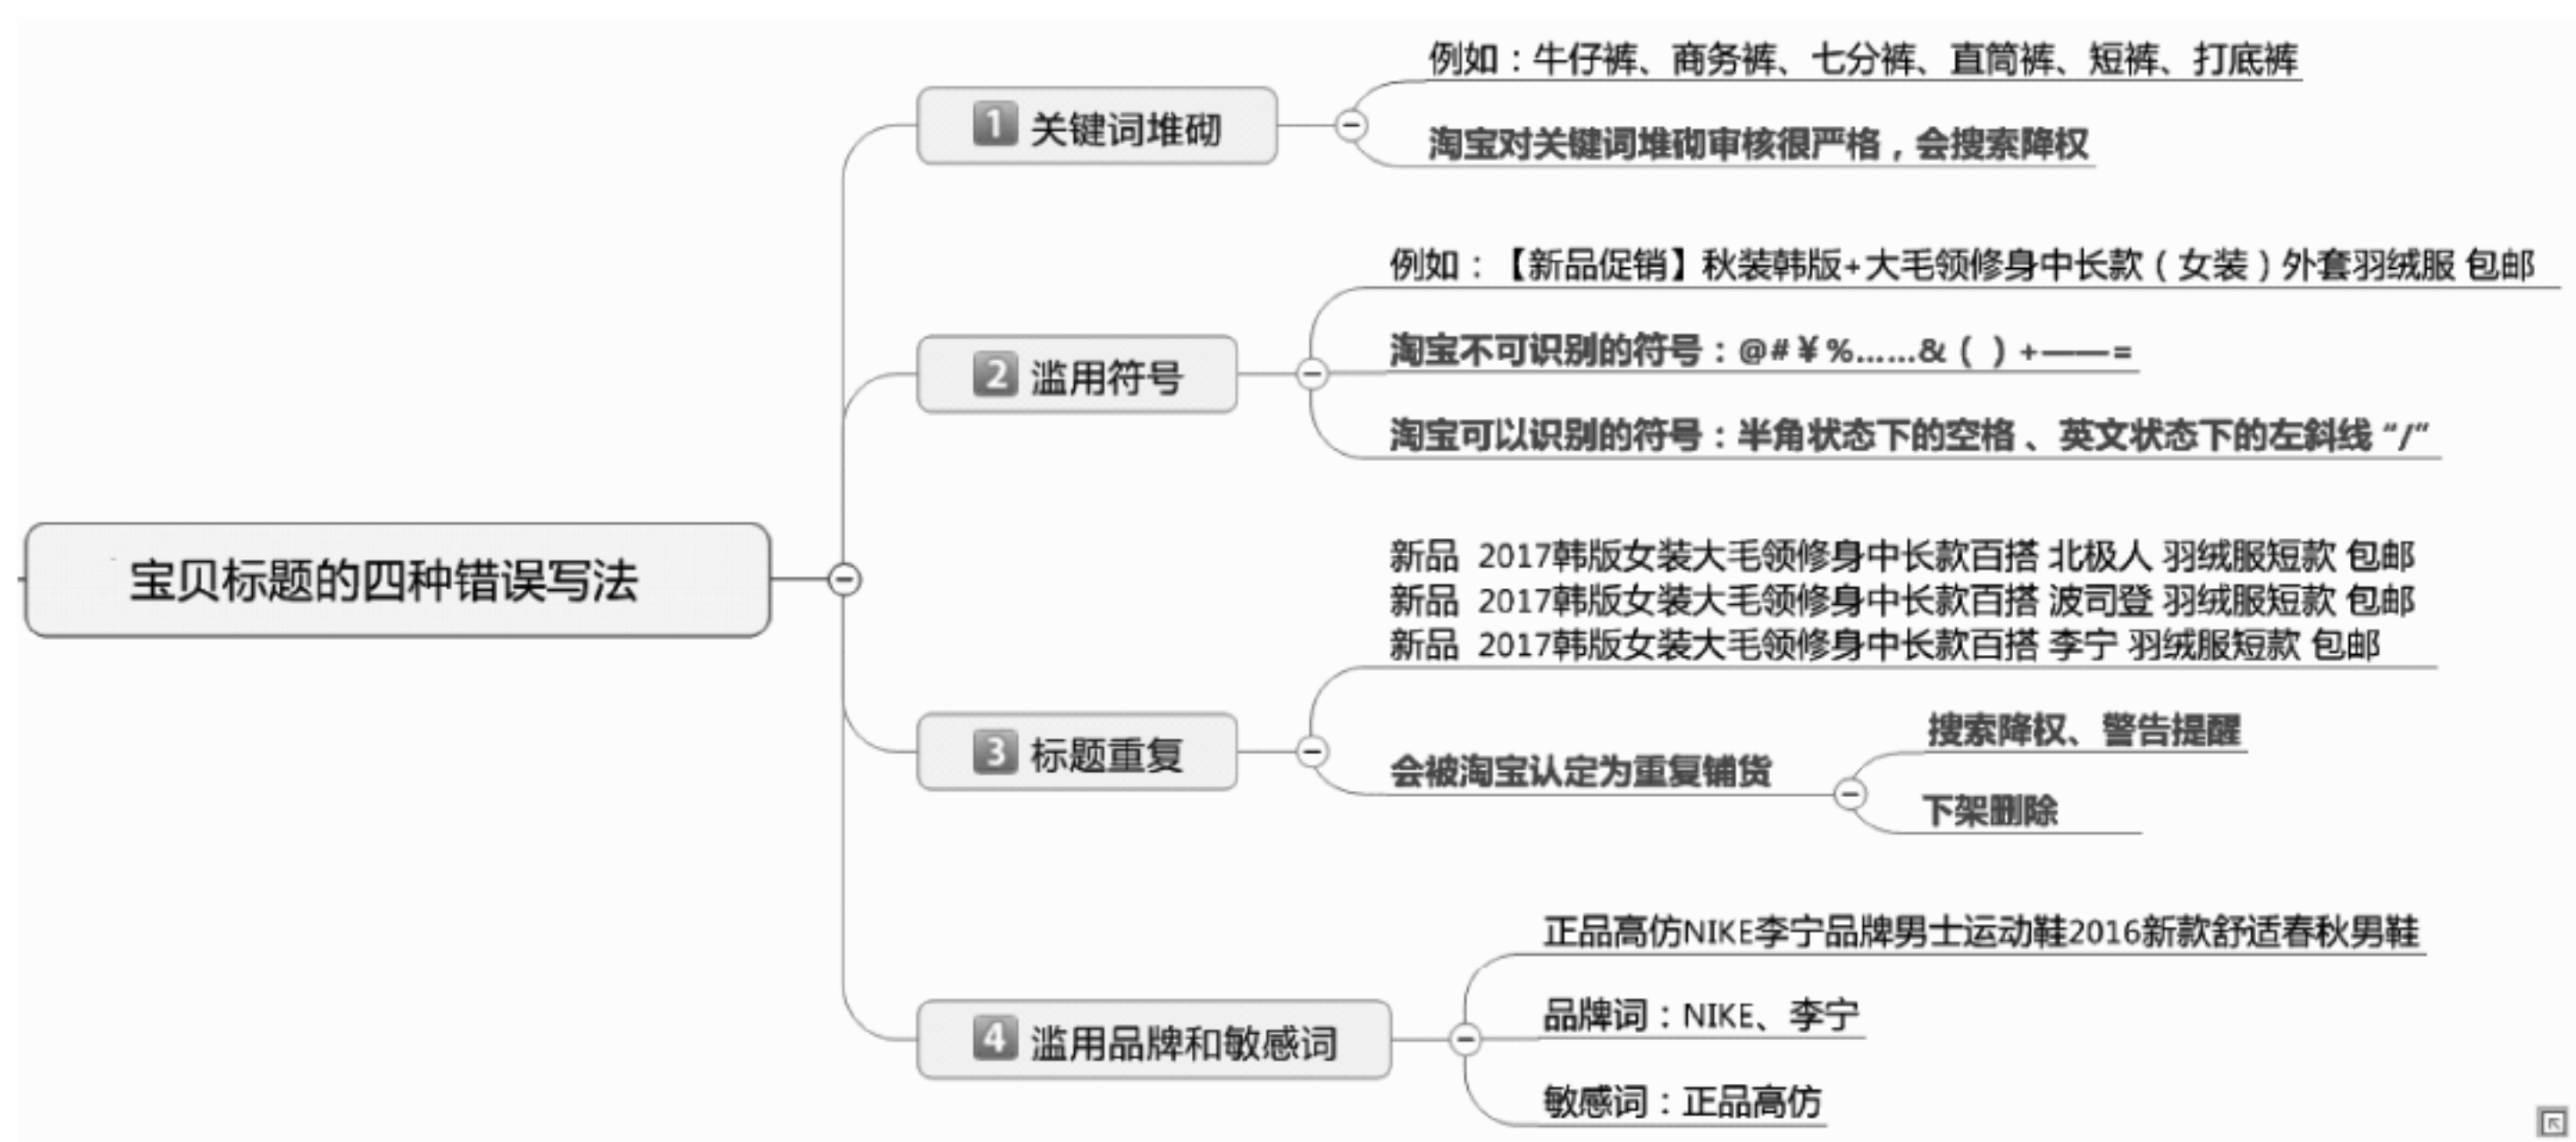 宝贝标题的四种错误写法
1 关键词堆砌
例如：牛仔裤、商务裤、七分裤、直筒裤、短裤、打底裤
淘宝对关键词堆砌审核很严格，会搜索降权
2 滥用符号
例如：【新品促销】秋装韩版+大毛领修身中长款（女装）外套羽绒服 包邮
淘宝不可识别的符号：@#￥%……&（ ）+——=
淘宝可以识别的符号：半角状态下的空格 、英文状态下的左斜线 “/”
3 标题重复
新品  2017韩版女装大毛领修身中长款百搭 北极人 羽绒服短款 包邮
新品  2017韩版女装大毛领修身中长款百搭 波司登 羽绒服短款 包邮
新品  2017韩版女装大毛领修身中长款百搭 李宁 羽绒服短款 包邮
会被淘宝认定为重复铺货
搜索降权、警告提醒
下架删除
4 滥用品牌和敏感词
正品高仿NIKE李宁品牌男士运动鞋2016新款舒适春秋男鞋
品牌词：NIKE、李宁
敏感词：正品高仿